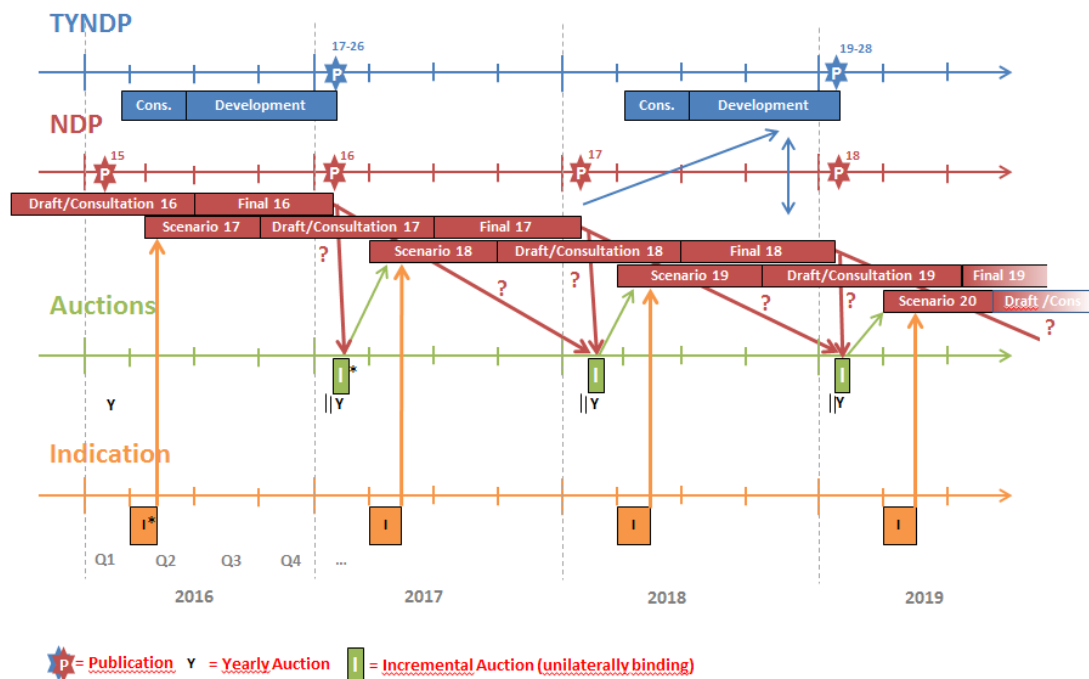 TYNDP
17-26
19-28
P
P
Cons.
Development
Cons.
Development
NDP
15
16
17
18
P
P
P
P
Draft/Consultation 16
Final 16
Scenario 17
Draft/Consultation 17
Final 17
?
Scenario 18
Draft/Consultation 18
Final 18
?
?
Scenario 19
Draft/Consultation 19
Final 19
?
?
Scenario 20
Draft /Cons
?
Auctions
I*
I
I
Y
||Y
||Y
||Y
Indication
I*
I
I
I
Q1
Q2
Q3
Q4
...
2016
2017
2018
2019
P = Publication Y = Yearly Auction I = Incremental Auction (unilaterally binding)